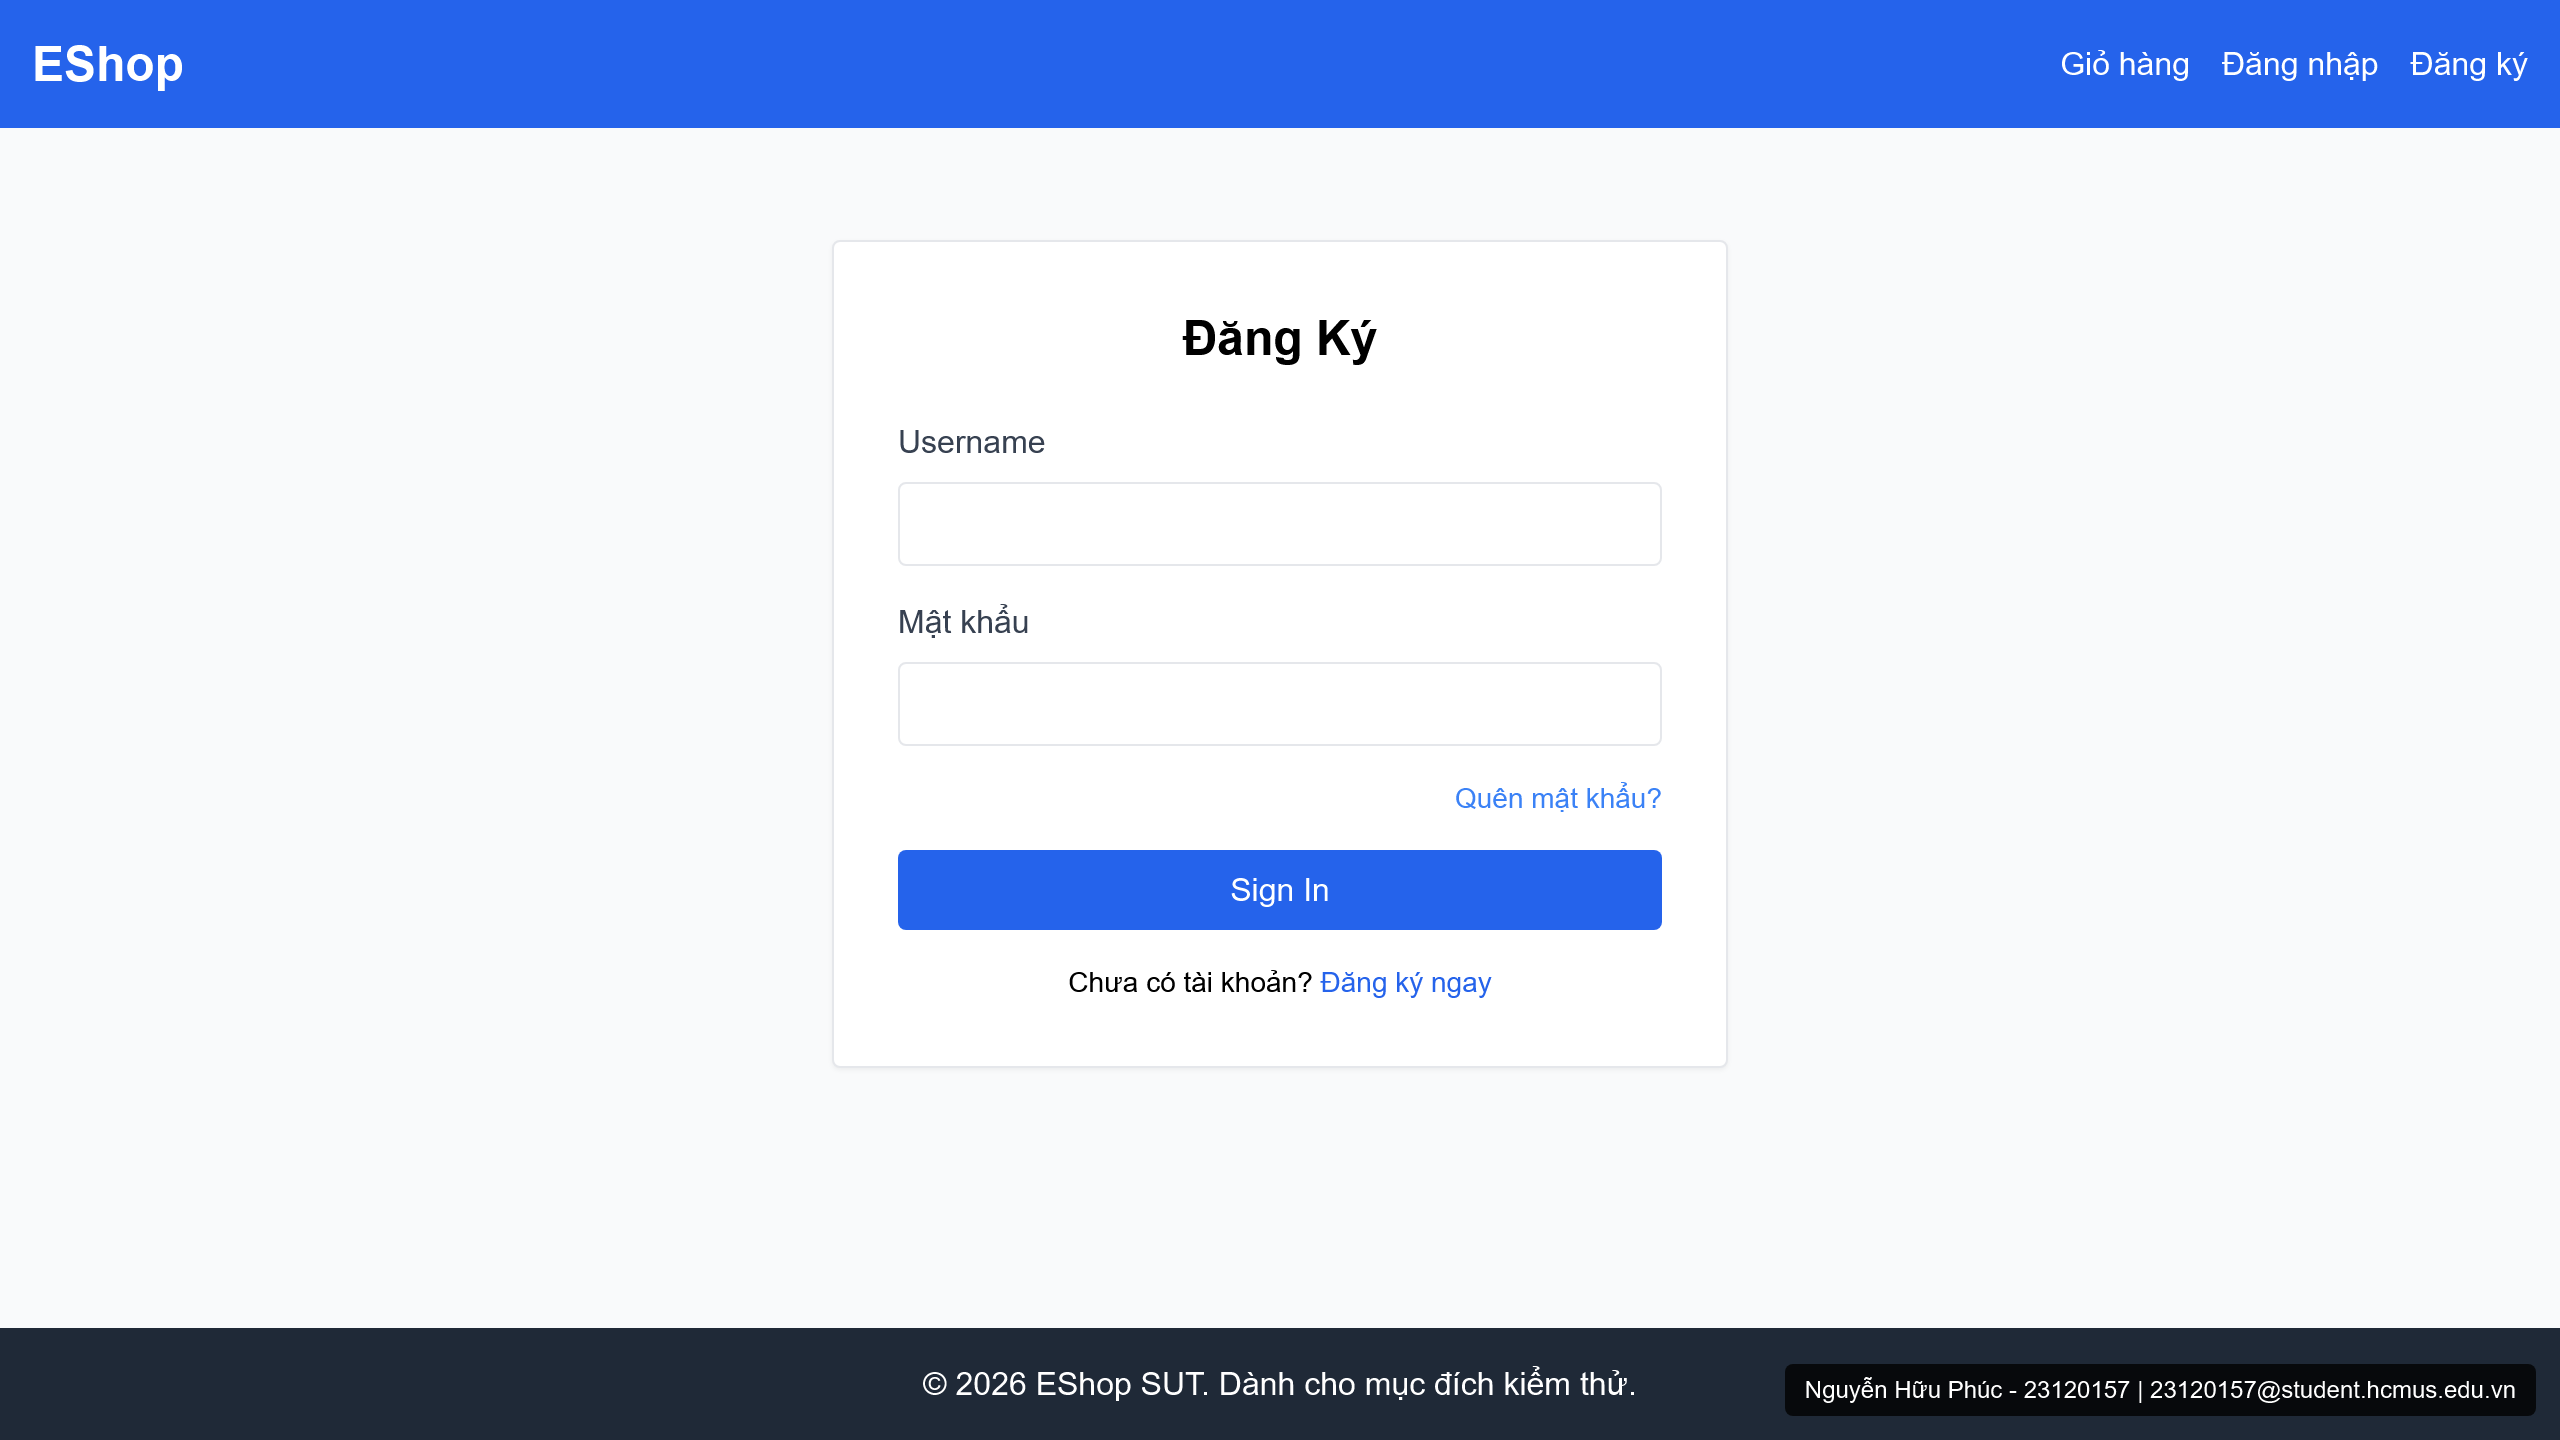 EShop
Giỏ hàng Đăng nhập Đăng ký
Đăng Ký
Username
Mật khẩu
Quên mật khẩu?
Sign In
Chưa có tài khoản? Đăng ký ngay
© 2026 EShop SUT. Dành cho mục đích kiểm thử.
Nguyễn Hữu Phúc - 23120157 | 23120157@student.hcmus.edu.vn